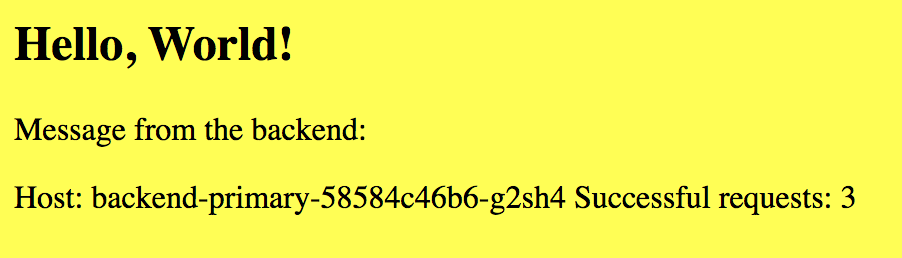 Hello, World!
Message from the backend:
Host: backend-primary-58584c46b6-g2sh4 Successful requests: 3